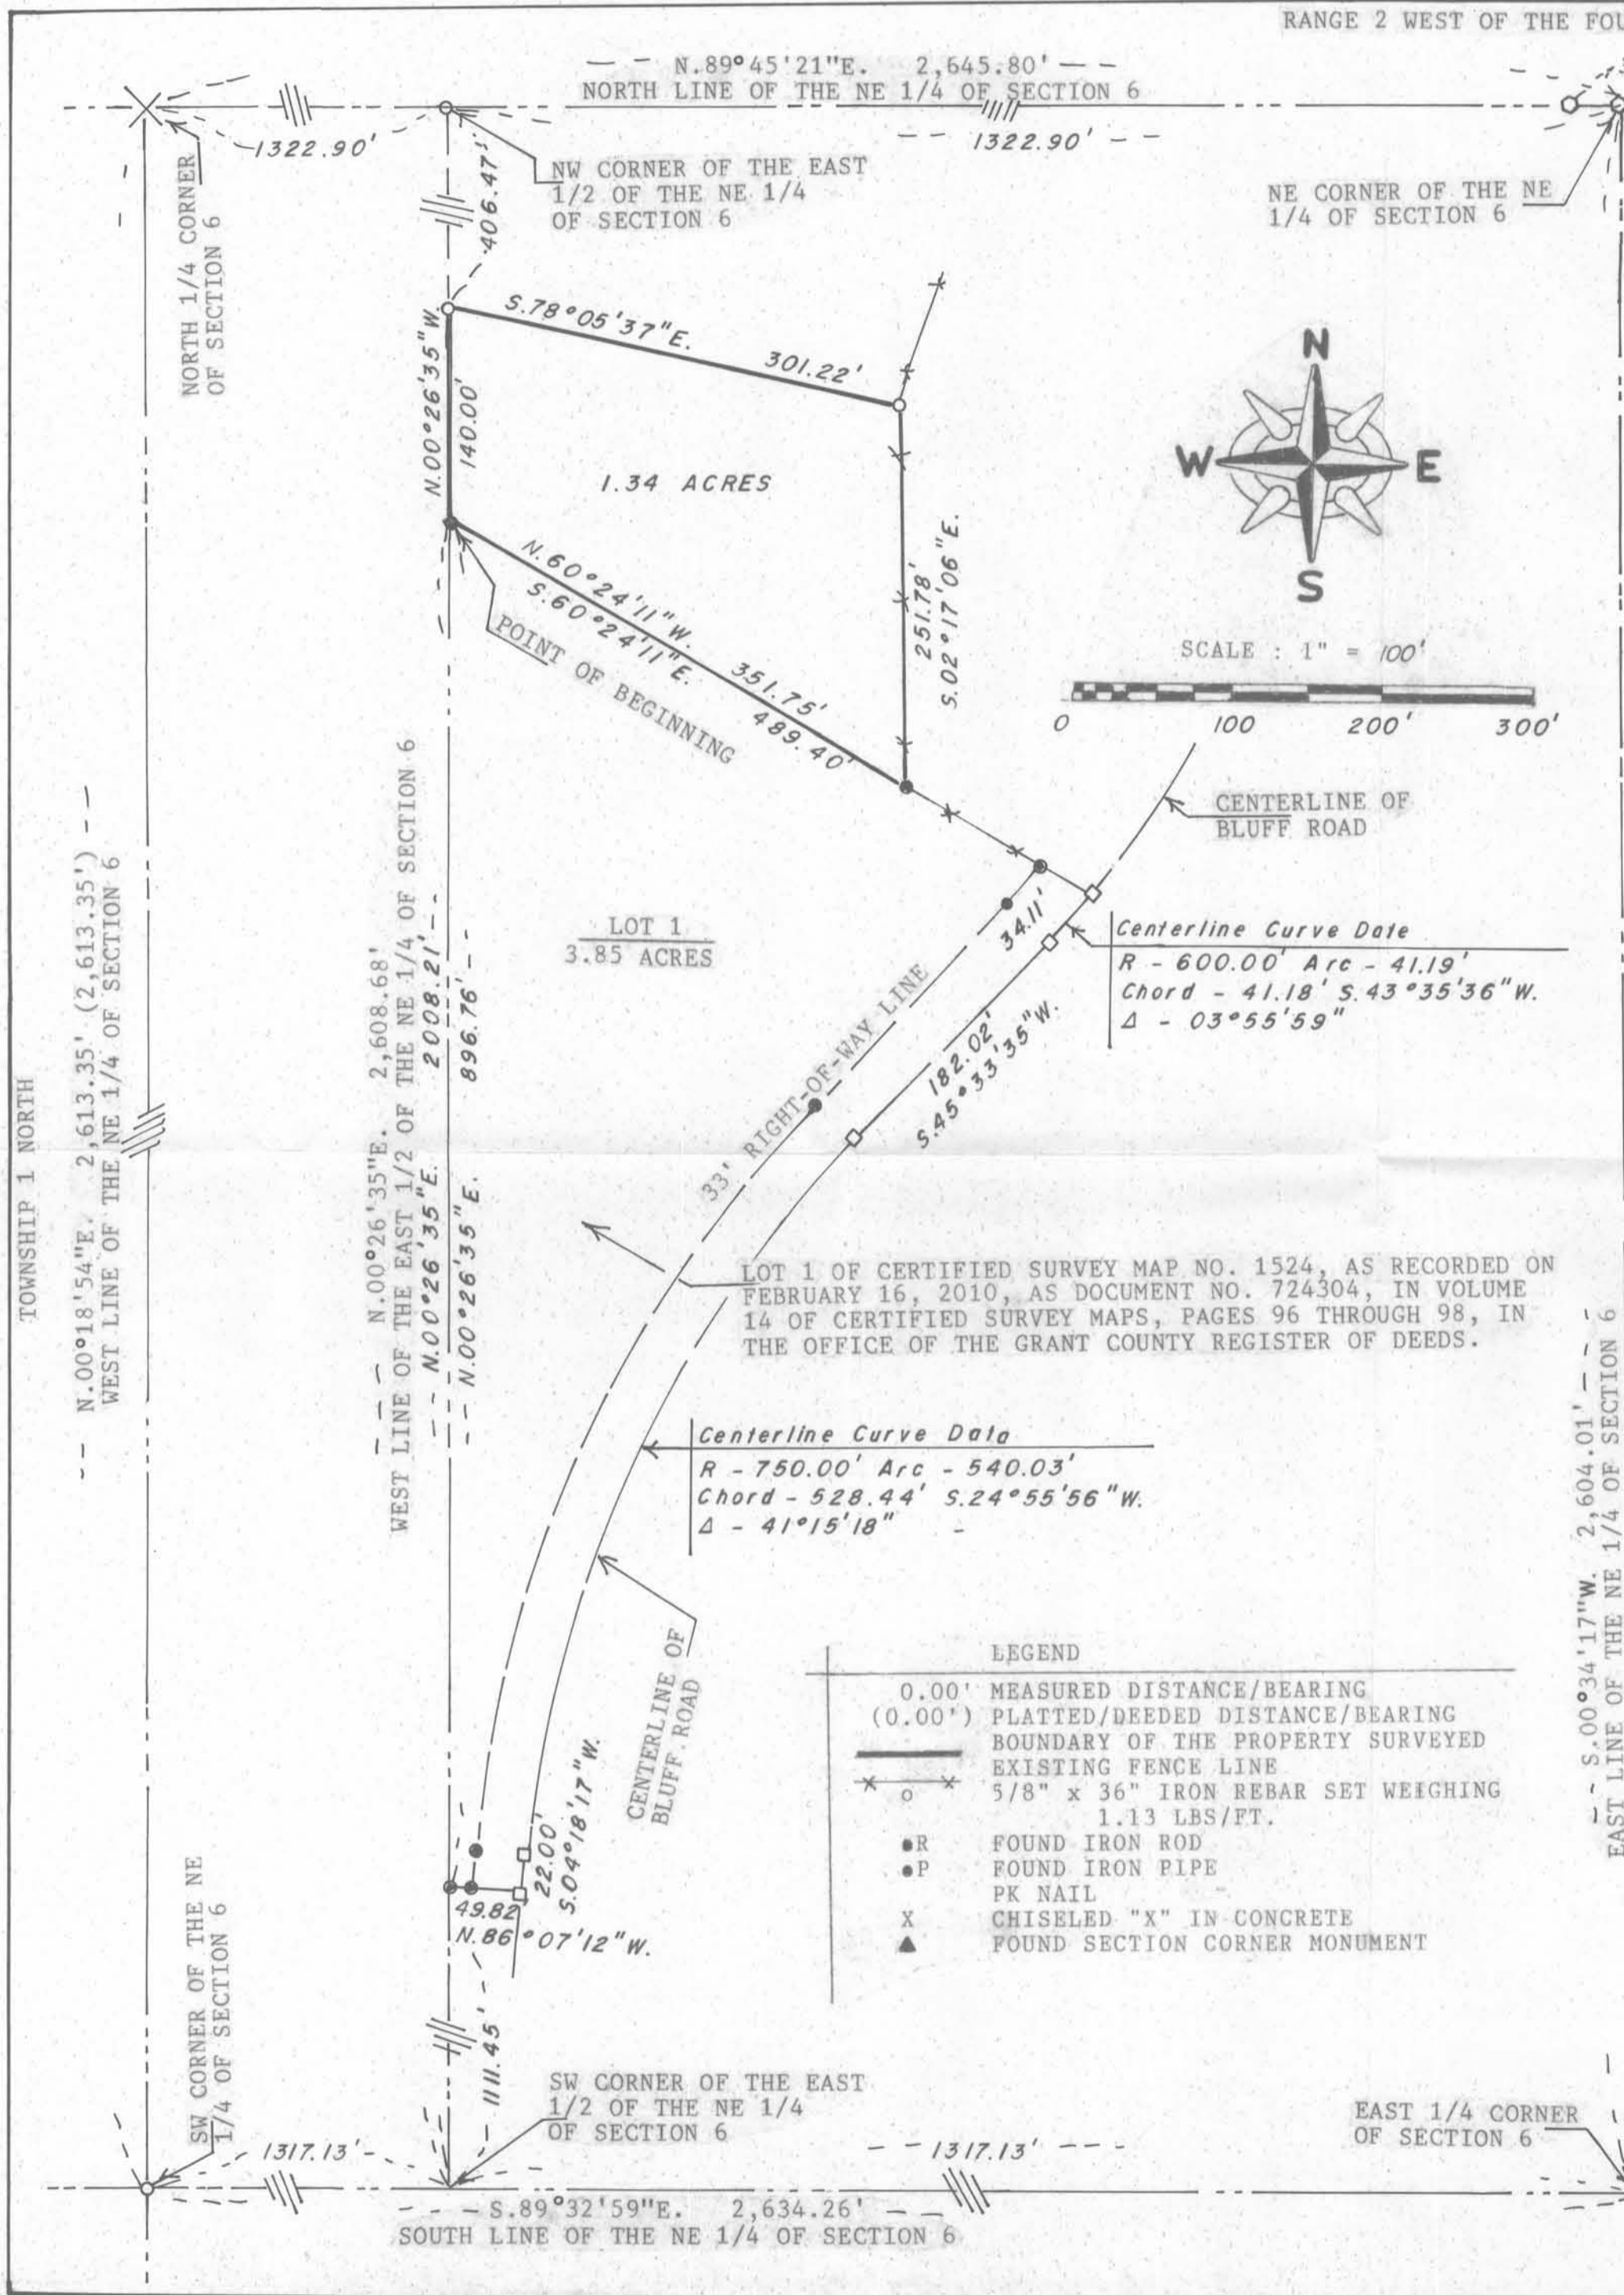 RANGE 2 WEST OF THE FOU
N.89°45'21"E. 2,645.80'
NORTH LINE OF THE NE 1/4 OF SECTION 6
1322.90'
1322.90'
NORTH 1/4 CORNER
OF SECTION 6
406.47'
NW CORNER OF THE EAST
1/2 OF THE NE 1/4
OF SECTION 6
NE CORNER OF THE NE
1/4 OF SECTION 6
S.78°05'37"E.
301.22'
N.00°26'35"W.
140.00'
1.34 ACRES
N
W
E
S
N.60°24'11"W. 351.75'
S.60°24'11"E. 489.40'
POINT OF BEGINNING
251.78'
S.02°17'06"E.
SCALE : 1" = 100'
0 100 200' 300'
CENTERLINE OF
BLUFF ROAD
LOT 1
3.85 ACRES
34.11'
Centerline Curve Date
R - 600.00' Arc - 41.19'
Chord - 41.18' S.43°35'36"W.
Δ - 03°55'59"
33' RIGHT-OF-WAY LINE
182.02'
S.45°33'35"W.
TOWNSHIP 1 NORTH
N.00°18'54"E. 2,613.35' (2,613.35')
WEST LINE OF THE NE 1/4 OF SECTION 6
N.00°26'35"E. 2,608.68'
WEST LINE OF THE EAST 1/2 OF THE NE 1/4 OF SECTION 6
N.00°26'35"E. 2008.21'
N.00°26'35"E. 896.76'
LOT 1 OF CERTIFIED SURVEY MAP NO. 1524, AS RECORDED ON
FEBRUARY 16, 2010, AS DOCUMENT NO. 724304, IN VOLUME
14 OF CERTIFIED SURVEY MAPS, PAGES 96 THROUGH 98, IN
THE OFFICE OF THE GRANT COUNTY REGISTER OF DEEDS.
Centerline Curve Data
R - 750.00' Arc - 540.03'
Chord - 528.44' S.24°55'56"W.
Δ - 41°15'18"
CENTERLINE OF
BLUFF ROAD
S.00°34'17"W. 2,604.01'
EAST LINE OF THE NE 1/4 OF SECTION 6
LEGEND
0.00' MEASURED DISTANCE/BEARING
(0.00') PLATTED/DEEDED DISTANCE/BEARING
BOUNDARY OF THE PROPERTY SURVEYED
EXISTING FENCE LINE
o 5/8" x 36" IRON REBAR SET WEIGHING
1.13 LBS/FT.
●R FOUND IRON ROD
●P FOUND IRON PIPE
PK NAIL
X CHISELED "X" IN CONCRETE
▲ FOUND SECTION CORNER MONUMENT
22.00'
S.04°18'17"W.
49.82
N.86°07'12"W.
1111.45'
SW CORNER OF THE NE
1/4 OF SECTION 6
SW CORNER OF THE EAST
1/2 OF THE NE 1/4
OF SECTION 6
EAST 1/4 CORNER
OF SECTION 6
1317.13'
1317.13'
S.89°32'59"E. 2,634.26'
SOUTH LINE OF THE NE 1/4 OF SECTION 6